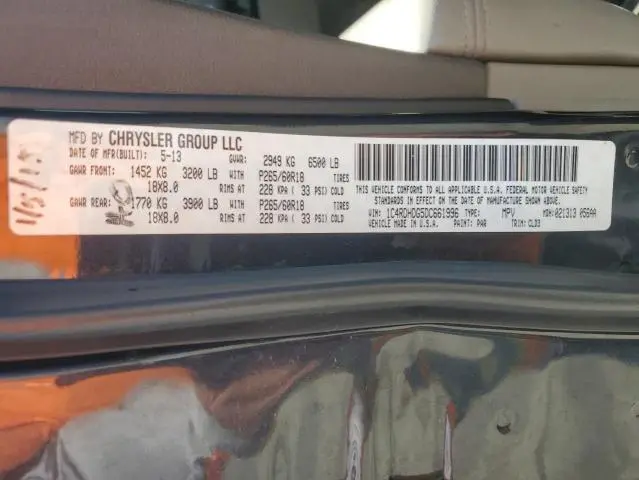 MFD BY CHRYSLER GROUP LLC
DATE OF MFR(BUILT): 5-13 GVWR: 2949 KG 6500 LB
GAWR FRONT: 1452 KG 3200 LB P265/60R18 TIRES
18X8.0 RIMS AT 228 KPA ( 33 PSI) COLD
GAWR REAR: 1770 KG 3900 LB P265/60R18 TIRES
18X8.0 RIMS AT 228 KPA ( 33 PSI) COLD
THIS VEHICLE CONFORMS TO ALL APPLICABLE U.S.A. FEDERAL MOTOR VEHICLE SAFETY
STANDARDS IN EFFECT ON THE DATE OF MANUFACTURE SHOWN ABOVE.
VIN: 1C4RDHDG5DC661996 TYPE: MPV MDH:021313 056AA
VEHICLE MADE IN U.S.A. PAINT: PAR TRIM: CLD3